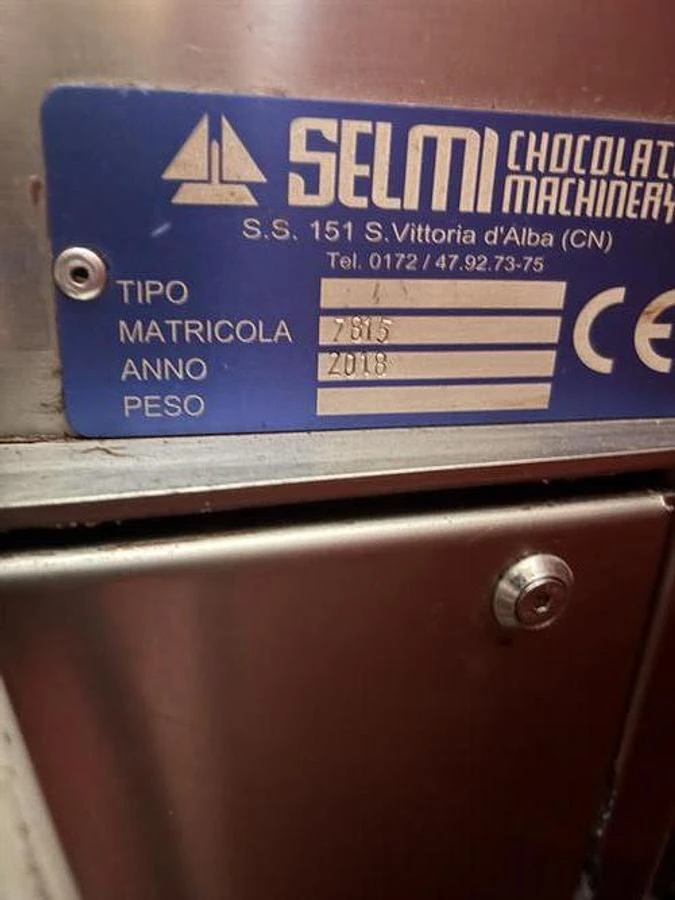 SELMI CHOCOLATE
MACHINERY
S.S. 151 S.Vittoria d'Alba (CN)
Tel. 0172 / 47.92.73-75
TIPO
MATRICOLA 7815
ANNO 2018
PESO
CE